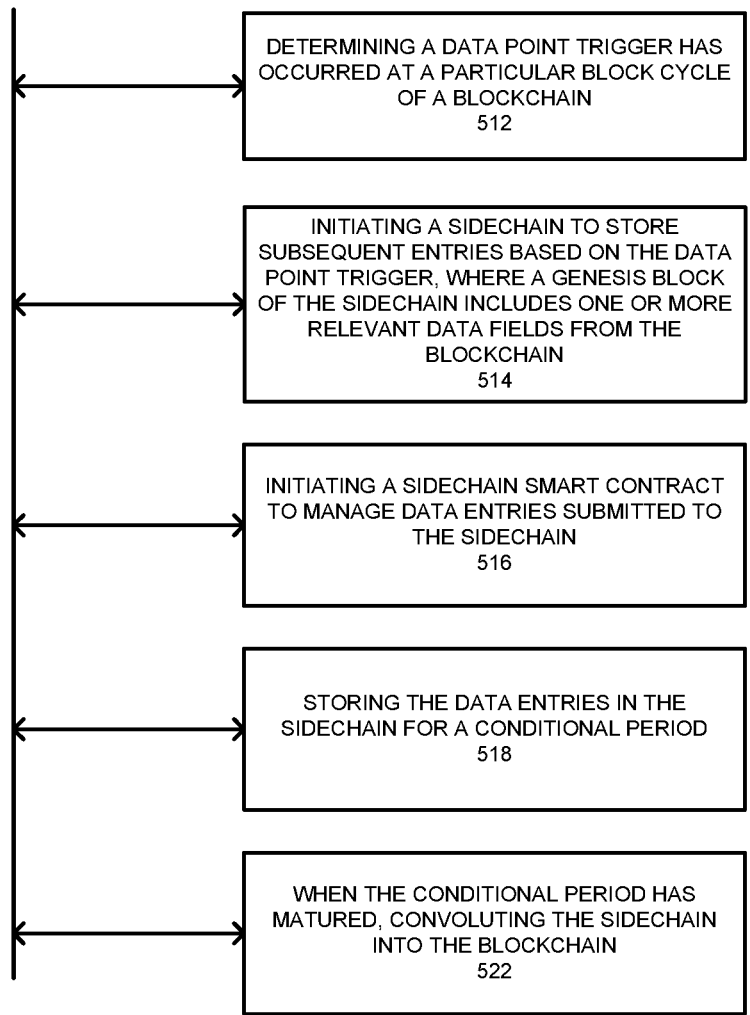 DETERMINING A DATA POINT TRIGGER HAS
OCCURRED AT A PARTICULAR BLOCK CYCLE
OF A BLOCKCHAIN
512
INITIATING A SIDECHAIN TO STORE
SUBSEQUENT ENTRIES BASED ON THE DATA
POINT TRIGGER, WHERE A GENESIS BLOCK
OF THE SIDECHAIN INCLUDES ONE OR MORE
RELEVANT DATA FIELDS FROM THE
BLOCKCHAIN
514
INITIATING A SIDECHAIN SMART CONTRACT
TO MANAGE DATA ENTRIES SUBMITTED TO
THE SIDECHAIN
516
STORING THE DATA ENTRIES IN THE
SIDECHAIN FOR A CONDITIONAL PERIOD
518
WHEN THE CONDITIONAL PERIOD HAS
MATURED, CONVOLUTING THE SIDECHAIN
INTO THE BLOCKCHAIN
522